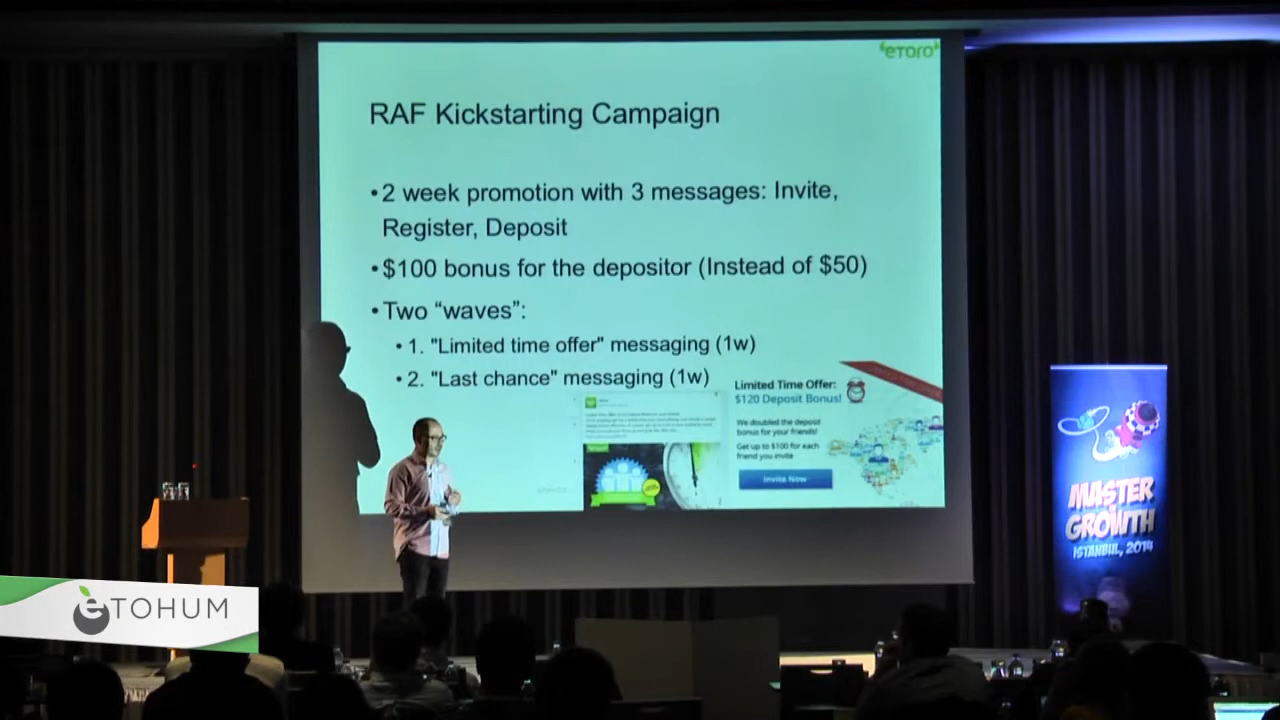 eToro
RAF Kickstarting Campaign
•2 week promotion with 3 messages: Invite,
Register, Deposit
•$100 bonus for the depositor (Instead of $50)
•Two “waves”:
•1. "Limited time offer" messaging (1w)
•2. "Last chance" messaging (1w)
Limited Time Offer:
$120 Deposit Bonus!
We doubled the deposit
bonus for your friends!
Get up to $100 for each
friend you invite
Invite Now
MASTER
GROWTH
ISTANBUL, 2014
eTOHUM